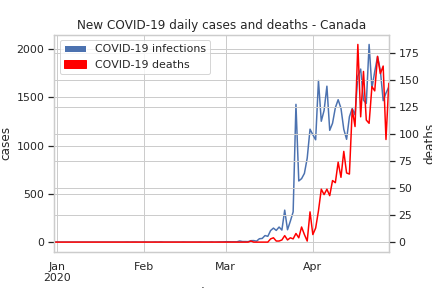 New COVID-19 daily cases and deaths - Canada
COVID-19 infections
COVID-19 deaths
cases
2000
1500
1000
500
0
deaths
175
150
125
100
75
50
25
0
Jan Feb Mar Apr
2020